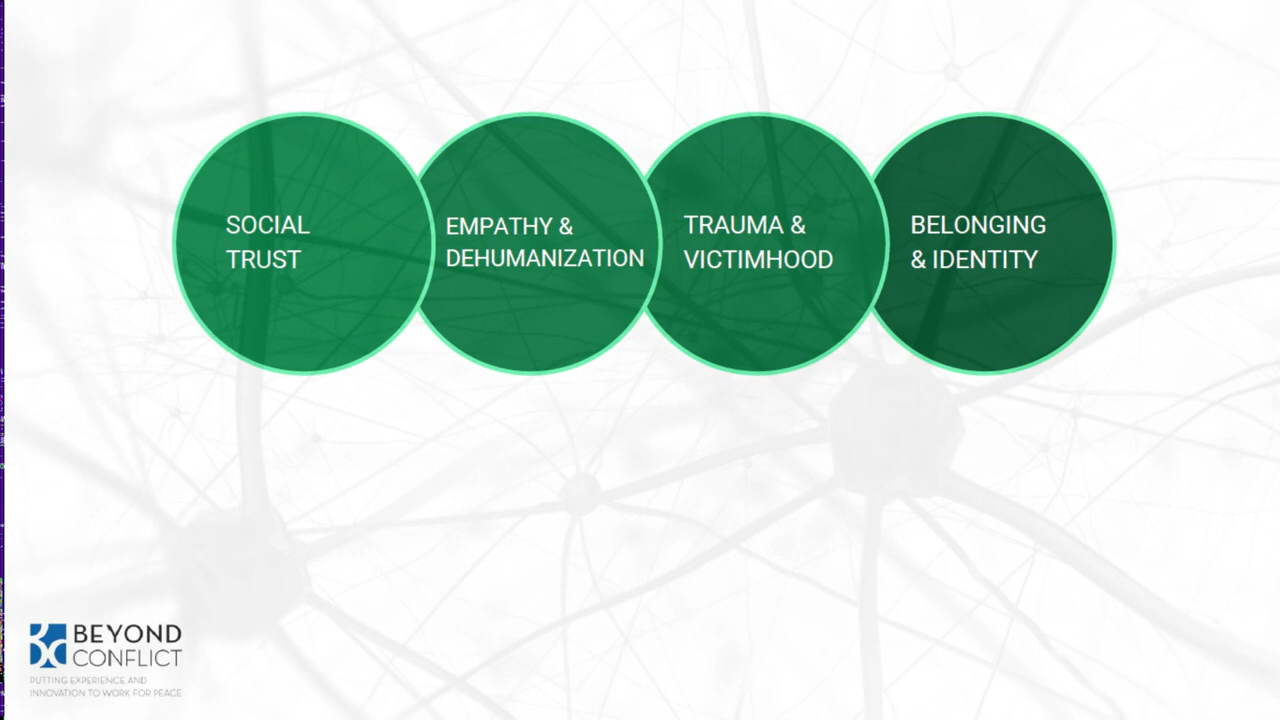 SOCIAL
TRUST
EMPATHY &
DEHUMANIZATION
TRAUMA &
VICTIMHOOD
BELONGING
& IDENTITY
BEYOND
CONFLICT
PUTTING EXPERIENCE AND
INNOVATION TO WORK FOR PEACE